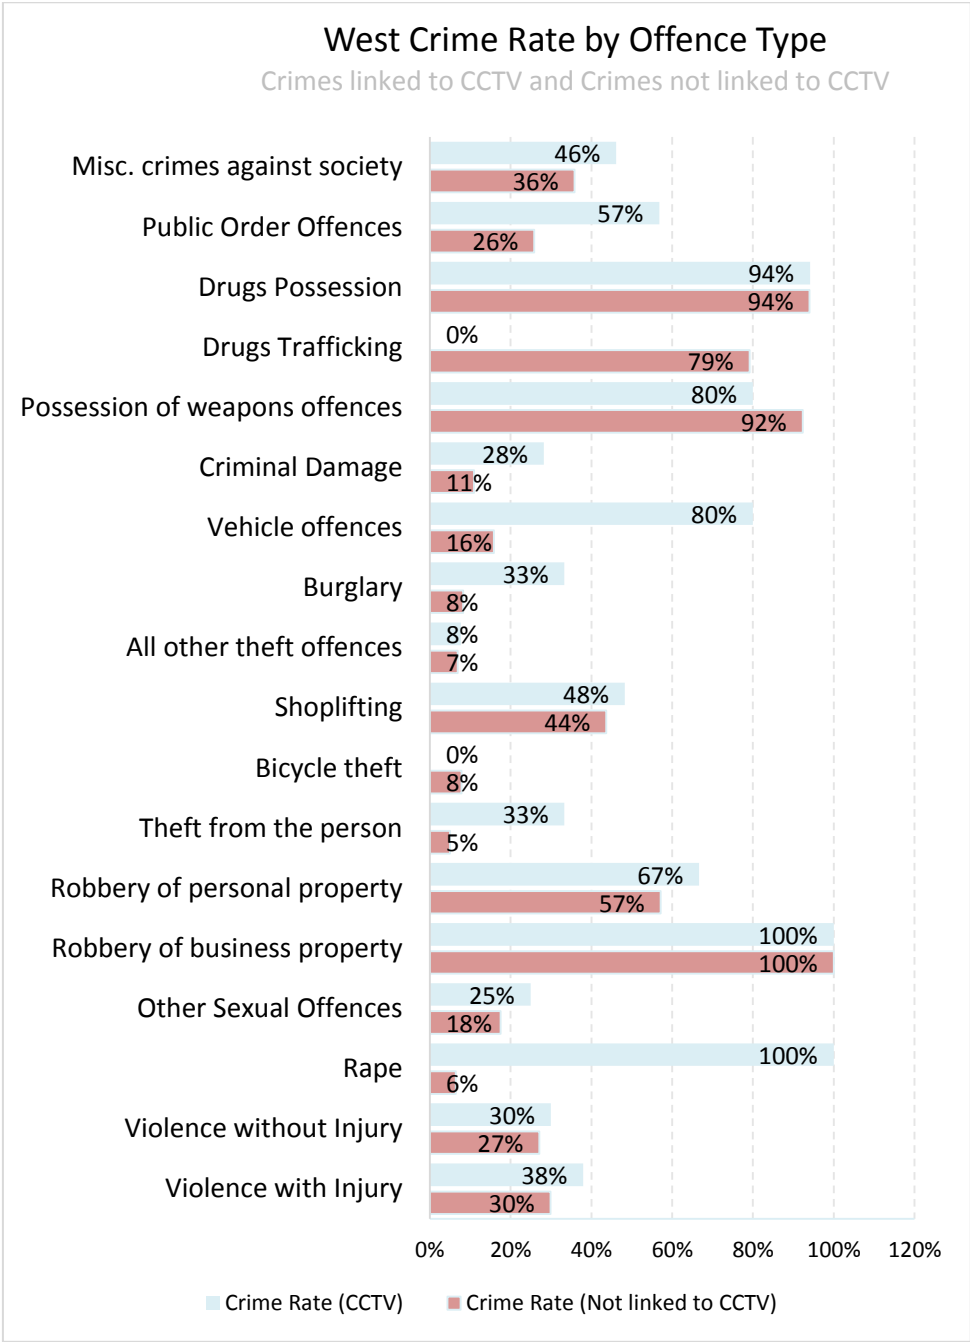 West Crime Rate by Offence Type
Crimes linked to CCTV and Crimes not linked to CCTV
Misc. crimes against society
46%
36%
Public Order Offences
57%
26%
Drugs Possession
94%
94%
Drugs Trafficking
0%
79%
Possession of weapons offences
80%
92%
Criminal Damage
28%
11%
Vehicle offences
80%
16%
Burglary
33%
8%
All other theft offences
8%
7%
Shoplifting
48%
44%
Bicycle theft
0%
8%
Theft from the person
33%
5%
Robbery of personal property
67%
57%
Robbery of business property
100%
100%
Other Sexual Offences
25%
18%
Rape
100%
6%
Violence without Injury
30%
27%
Violence with Injury
38%
30%
0% 20% 40% 60% 80% 100% 120%
Crime Rate (CCTV) Crime Rate (Not linked to CCTV)